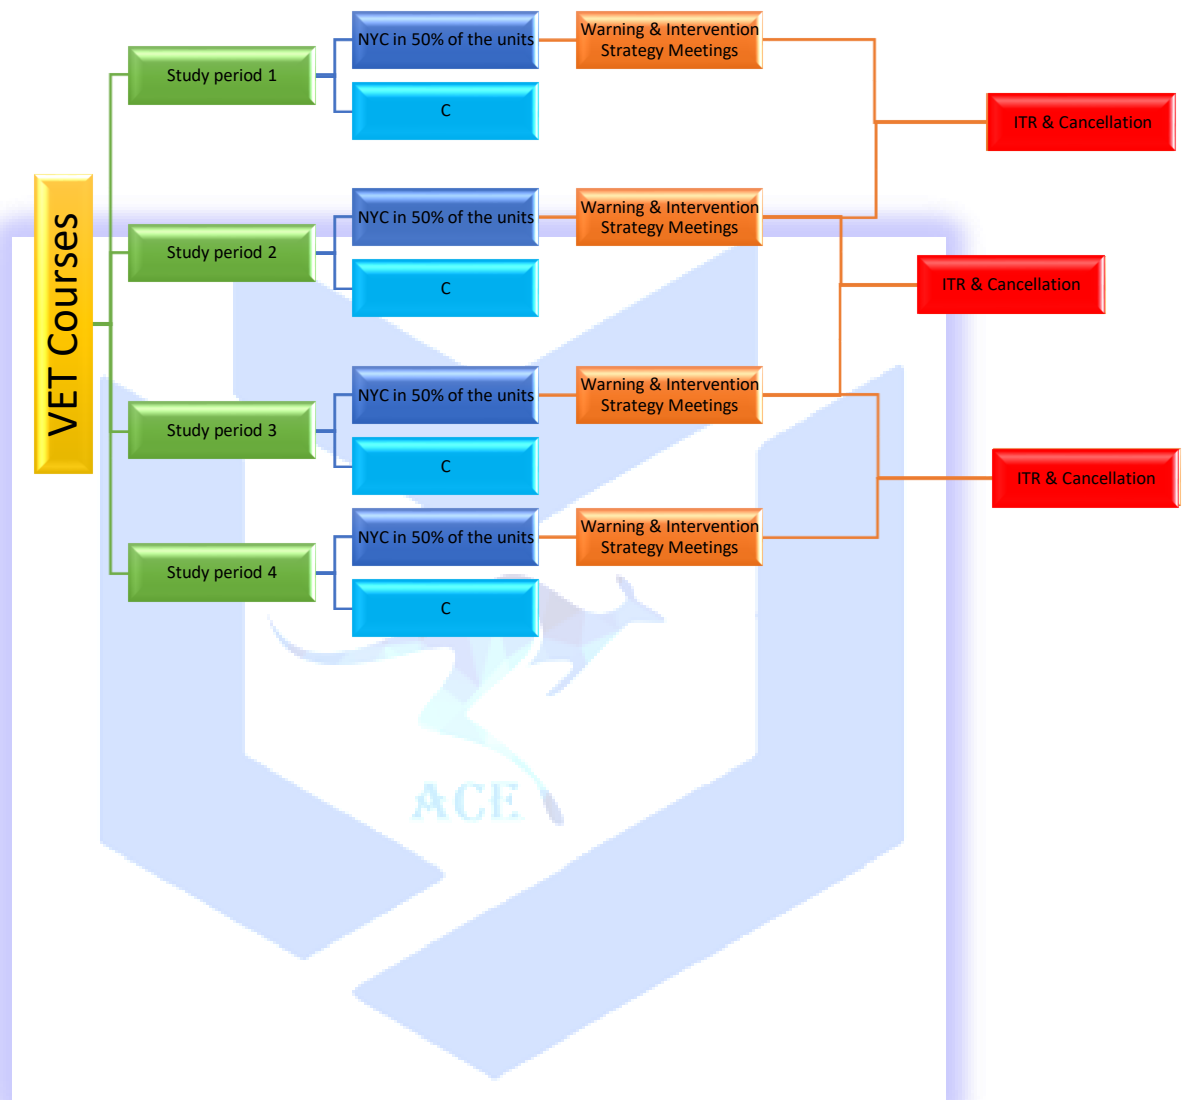 VET Courses
Study period 1
NYC in 50% of the units
Warning & Intervention
Strategy Meetings
C
ITR & Cancellation
Study period 2
NYC in 50% of the units
Warning & Intervention
Strategy Meetings
C
ITR & Cancellation
Study period 3
NYC in 50% of the units
Warning & Intervention
Strategy Meetings
C
ITR & Cancellation
Study period 4
NYC in 50% of the units
Warning & Intervention
Strategy Meetings
C
ACE